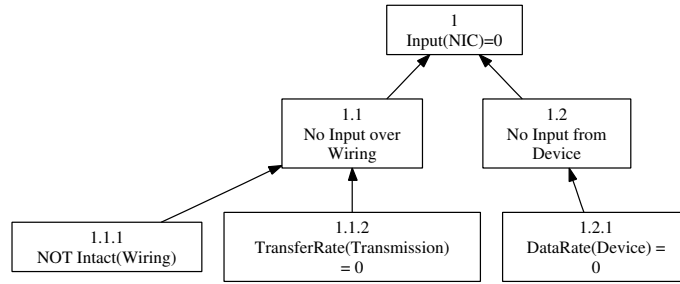 1
Input(NIC)=0
1.1
No Input over
Wiring
1.2
No Input from
Device
1.1.1
NOT Intact(Wiring)
1.1.2
TransferRate(Transmission)
= 0
1.2.1
DataRate(Device) =
0